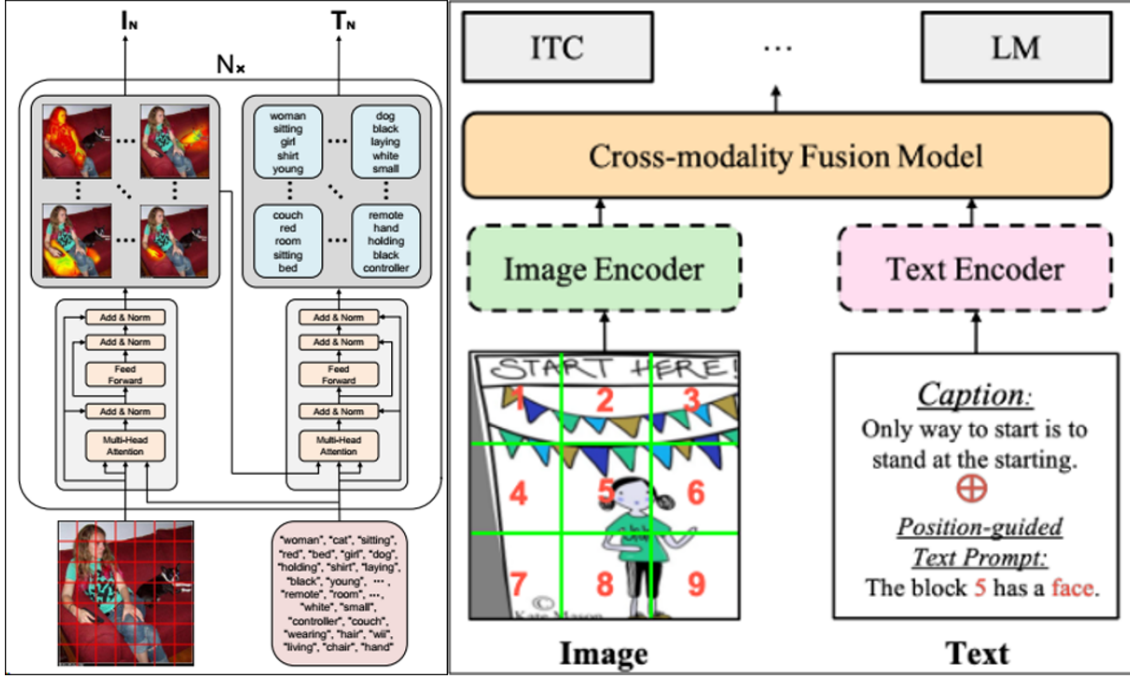 I_N
T_N
N×
woman
sitting
girl
shirt
young
...
dog
black
laying
white
small
couch
red
room
sitting
bed
...
remote
hand
holding
black
controller
Add & Norm
Add & Norm
Feed
Forward
Add & Norm
Multi-Head
Attention
Add & Norm
Add & Norm
Feed
Forward
Add & Norm
Multi-Head
Attention
"woman", "cat", "sitting",
"red", "bed", "girl", "dog",
"holding", "shirt", "laying",
"black", "young", ··· ,
"remote", "room", ···,
"white", "small",
"controller", "couch",
"wearing", "hair", "wii",
"living", "chair", "hand"
ITC
...
LM
Cross-modality Fusion Model
Image Encoder
Text Encoder
START HERE!
1 2 3
4 5 6
7 8 9
©
Kate Mason
Image
Caption:
Only way to start is to
stand at the starting.
⊕
Position-guided
Text Prompt:
The block 5 has a face.
Text